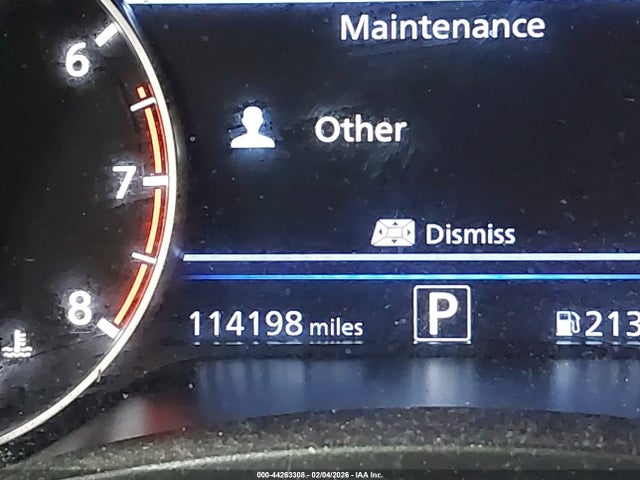 Maintenance
6
Other
7
Dismiss
8
114198 miles P 213
000-44263308 - 02/04/2026 - IAA Inc.